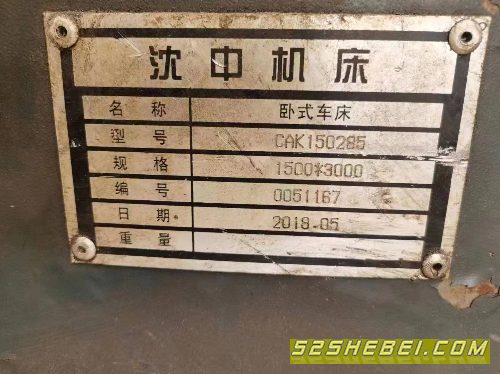 沈中机床
名 称 卧式车床
型 号 CAK150285
规 格 1500*3000
编 号 0051167
日 期 2018.05
重 量
52SHEBEI.COM